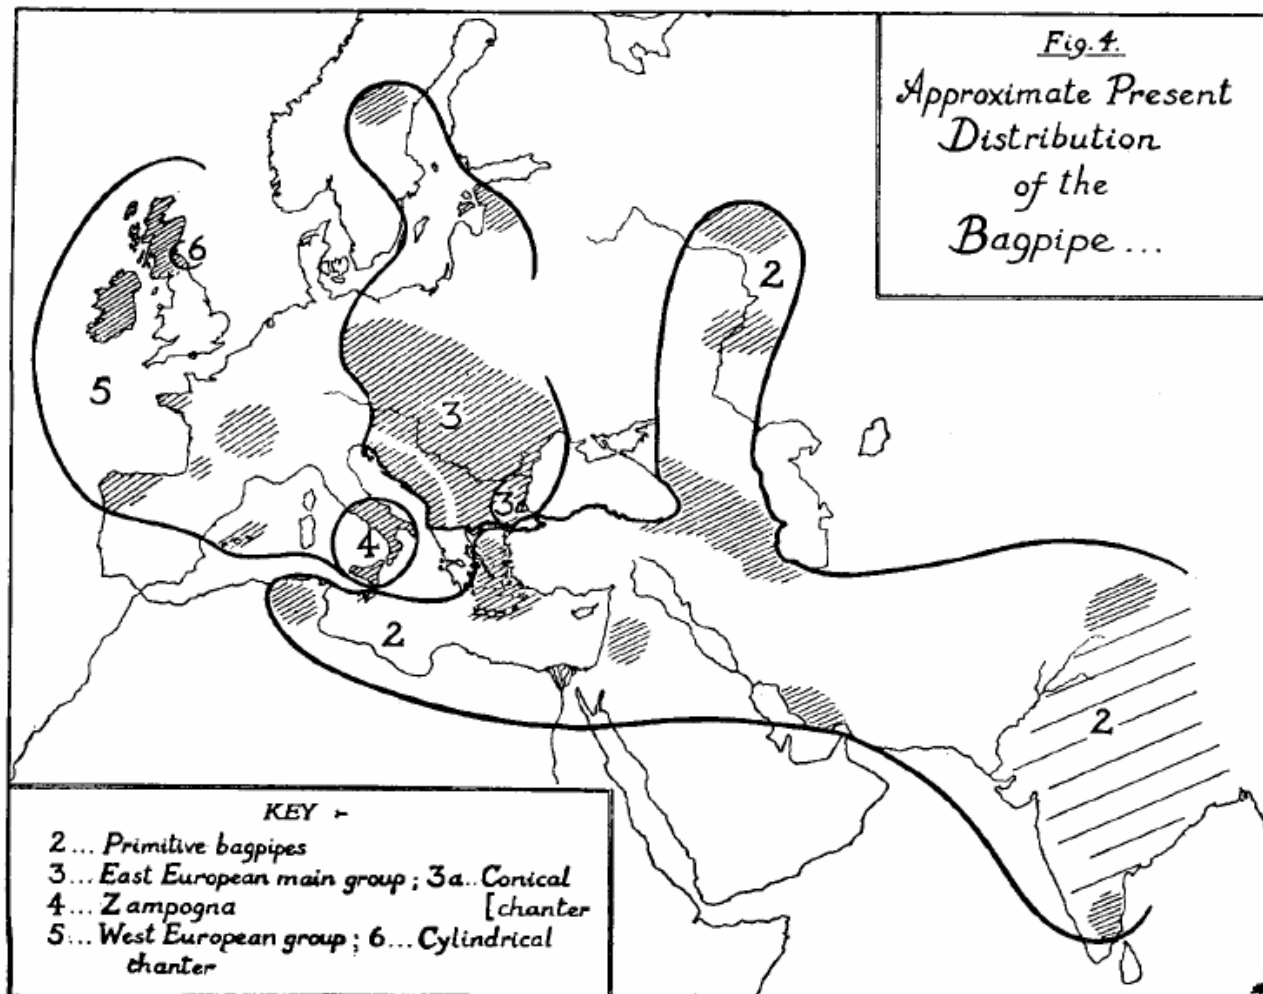 Fig. 4.
Approximate Present
Distribution
of the
Bagpipe ...
6
2
5
3
3a
4
2
2
KEY :-
2 ... Primitive bagpipes
3 ... East European main group ; 3a .. Conical
4 ... Zampogna [chanter
5 ... West European group ; 6 ... Cylindrical
chanter